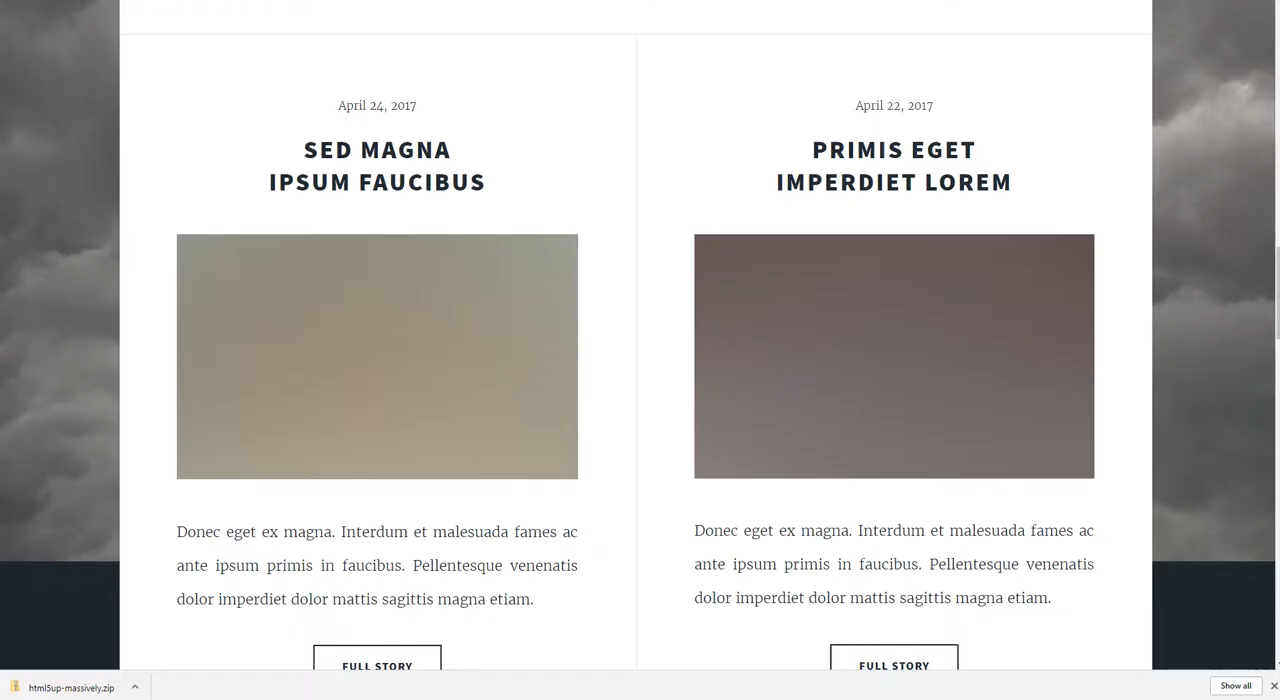 April 24, 2017
SED MAGNA
IPSUM FAUCIBUS
Donec eget ex magna. Interdum et malesuada fames ac
ante ipsum primis in faucibus. Pellentesque venenatis
dolor imperdiet dolor mattis sagittis magna etiam.
FULL STORY
April 22, 2017
PRIMIS EGET
IMPERDIET LOREM
Donec eget ex magna. Interdum et malesuada fames ac
ante ipsum primis in faucibus. Pellentesque venenatis
dolor imperdiet dolor mattis sagittis magna etiam.
FULL STORY
html5up-massively.zip
Show all